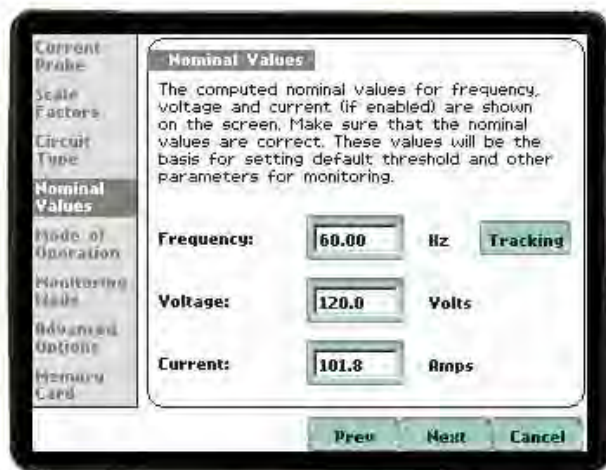 Current
Probe
Scale
Factors
Circuit
Type
Nominal
Values
Mode of
Operation
Monitoring
Mode
Advanced
Options
Memory
Card
Nominal Values
The computed nominal values for frequency,
voltage and current (if enabled) are shown
on the screen. Make sure that the nominal
values are correct. These values will be the
basis for setting default threshold and other
parameters for monitoring.
Frequency: 60.00 Hz Tracking
Voltage: 120.0 Volts
Current: 101.8 Amps
Prev Next Cancel